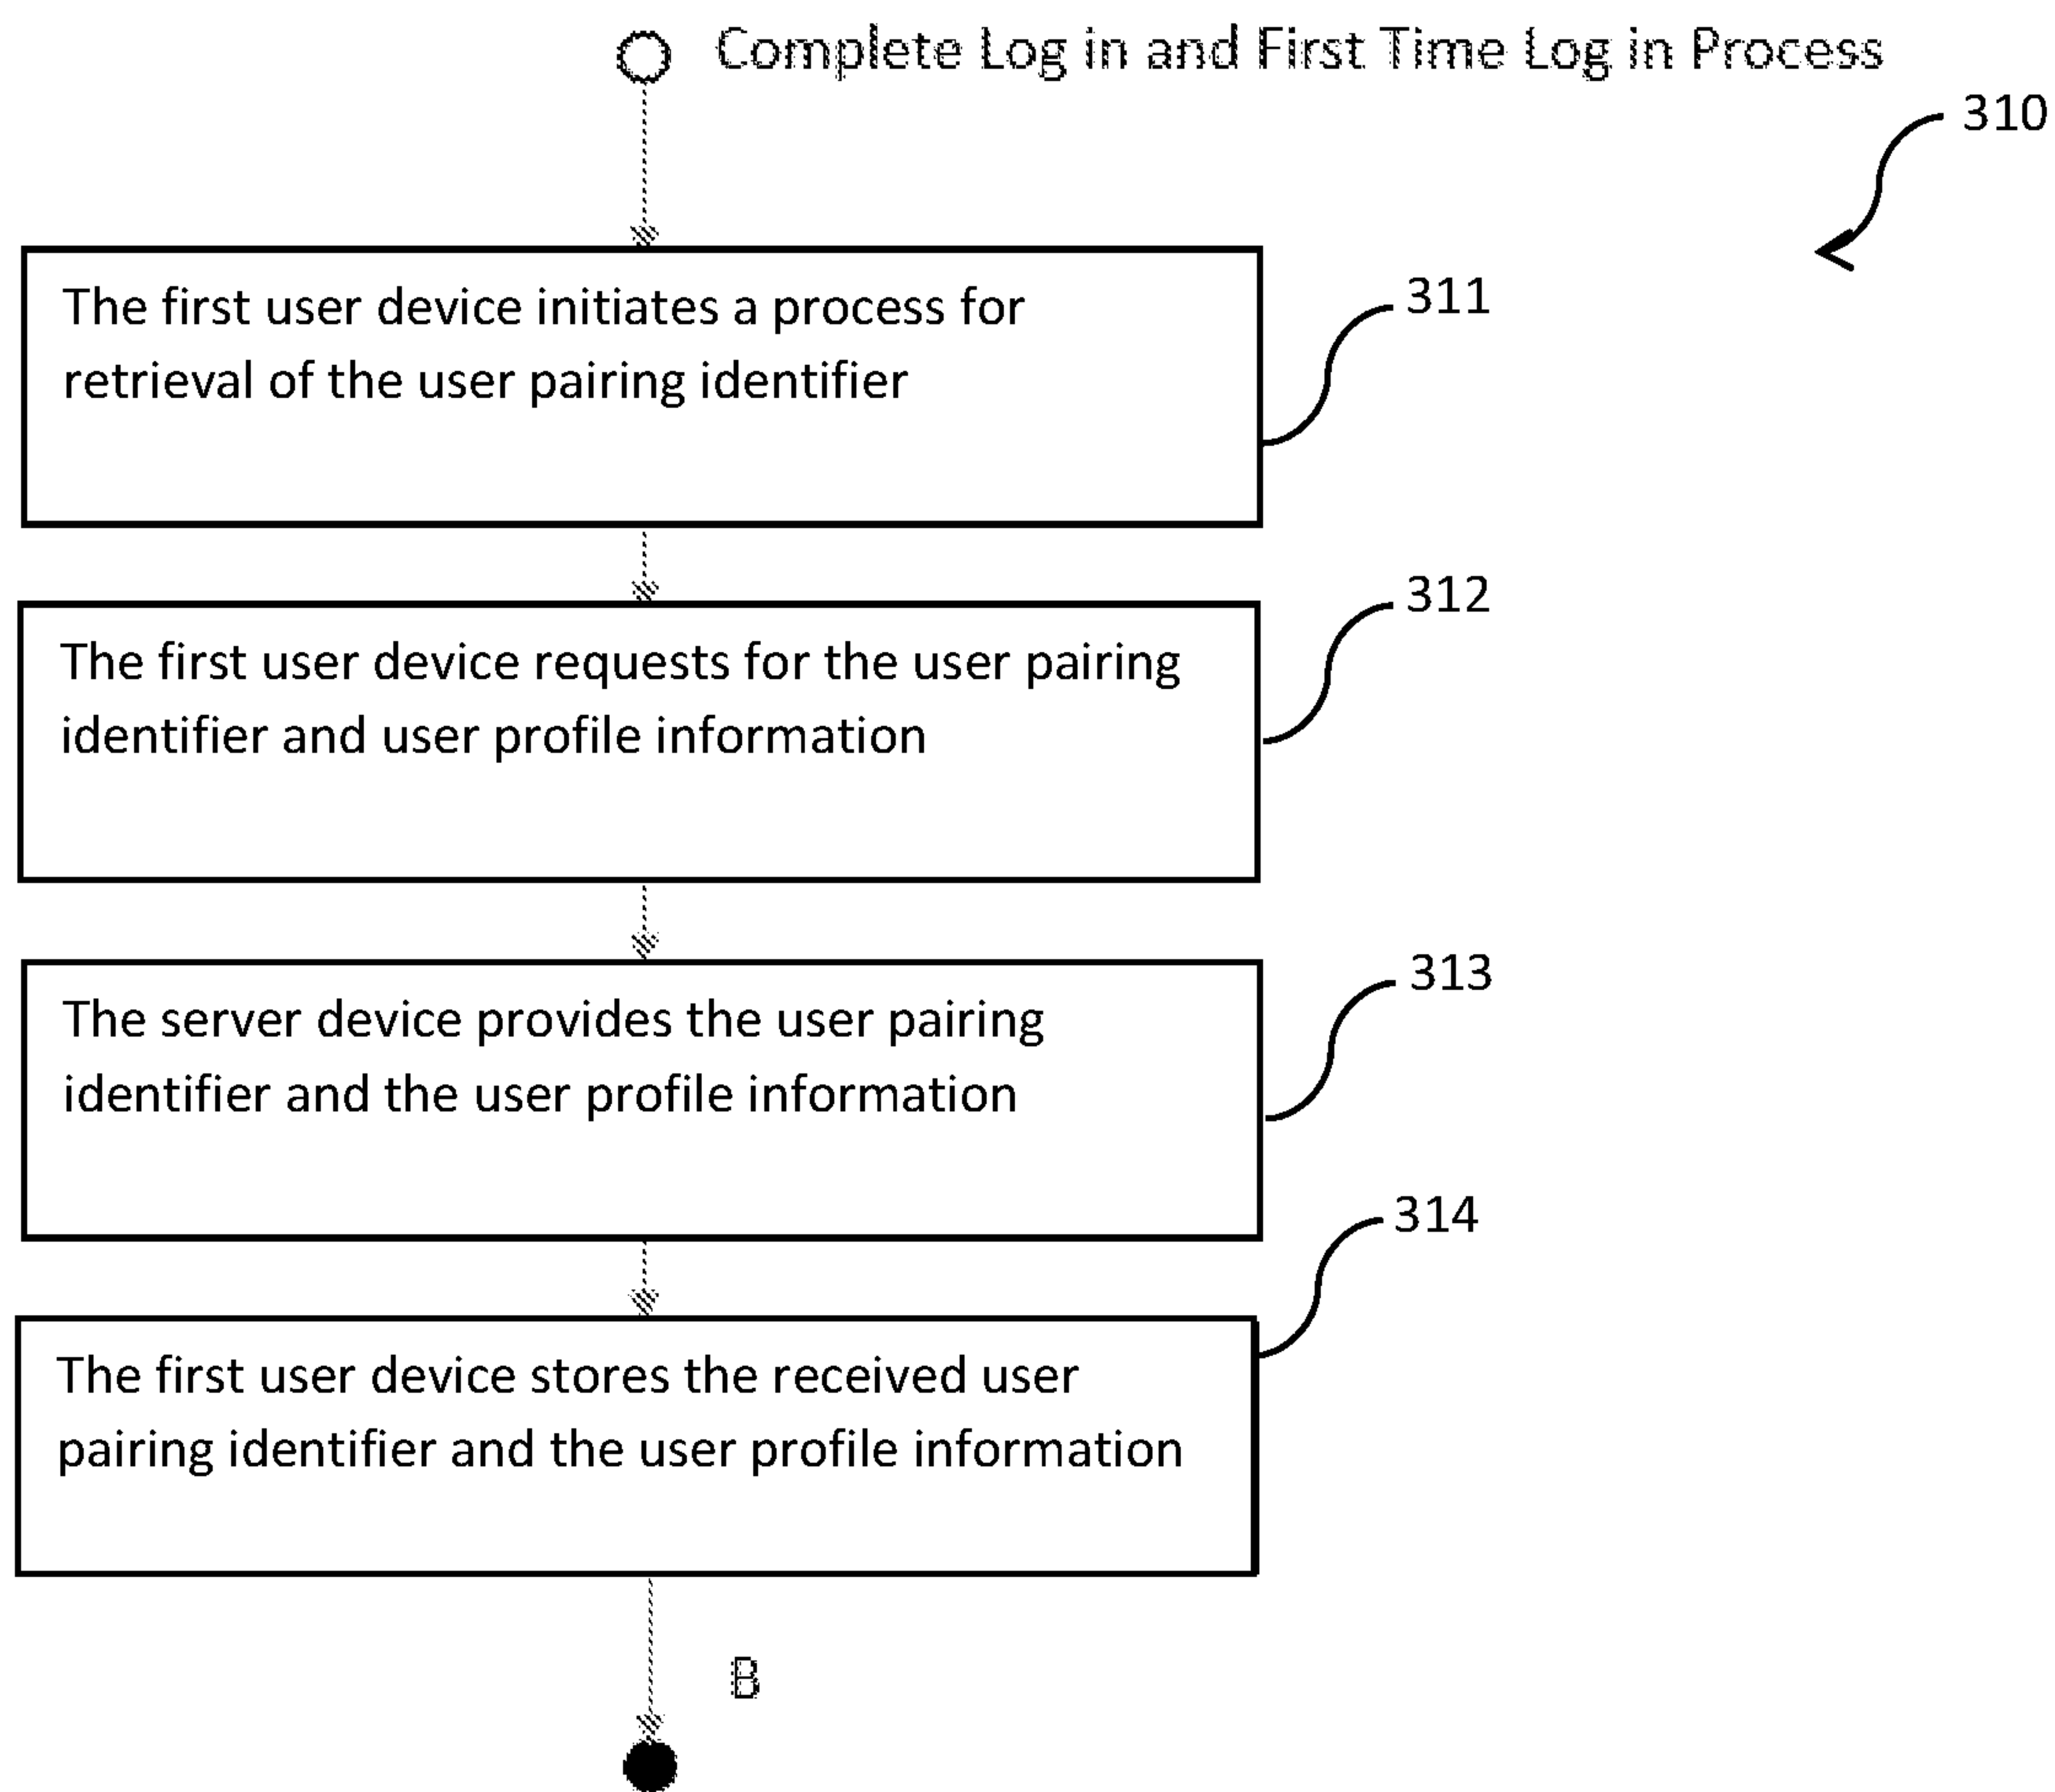 Complete Log in and First Time Log in Process
310
The first user device initiates a process for
retrieval of the user pairing identifier
311
The first user device requests for the user pairing
identifier and user profile information
312
The server device provides the user pairing
identifier and the user profile information
313
The first user device stores the received user
pairing identifier and the user profile information
314
B